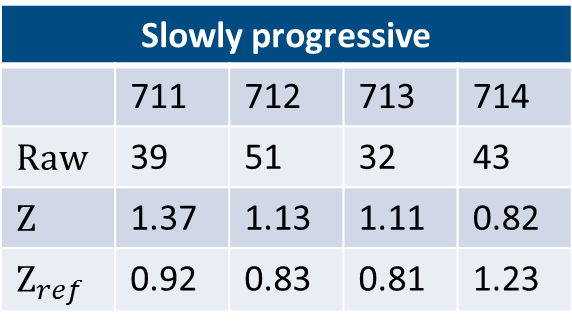 Slowly progressive
711 712 713 714
Raw 39 51 32 43
Z 1.37 1.13 1.11 0.82
Z_ref 0.92 0.83 0.81 1.23